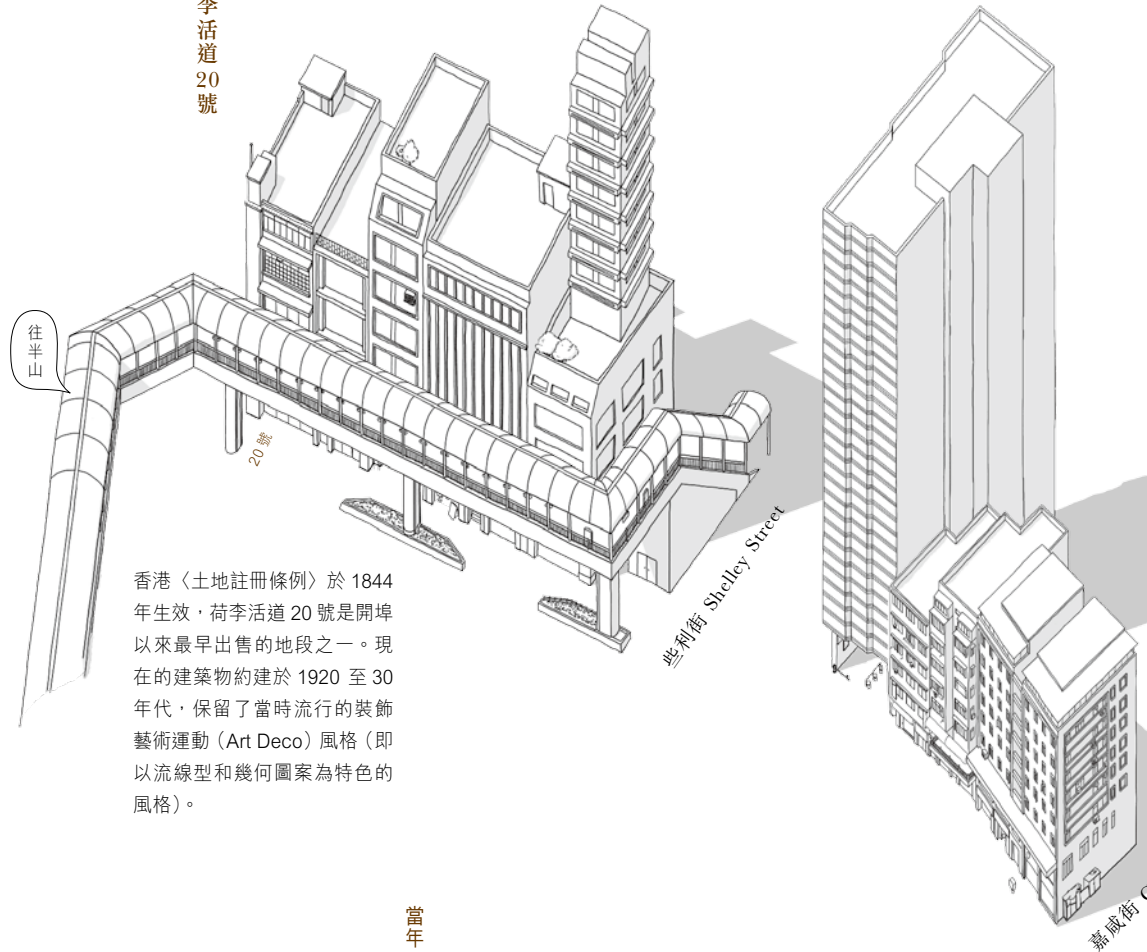 李活道20號
往半山
20 號
些利街 Shelley Street
香港〈土地註冊條例〉於 1844
年生效，荷李活道 20 號是開埠
以來最早出售的地段之一。現
在的建築物約建於 1920 至 30
年代，保留了當時流行的裝飾
藝術運動（Art Deco）風格（即
以流線型和幾何圖案為特色的
風格）。
當年
嘉咸街